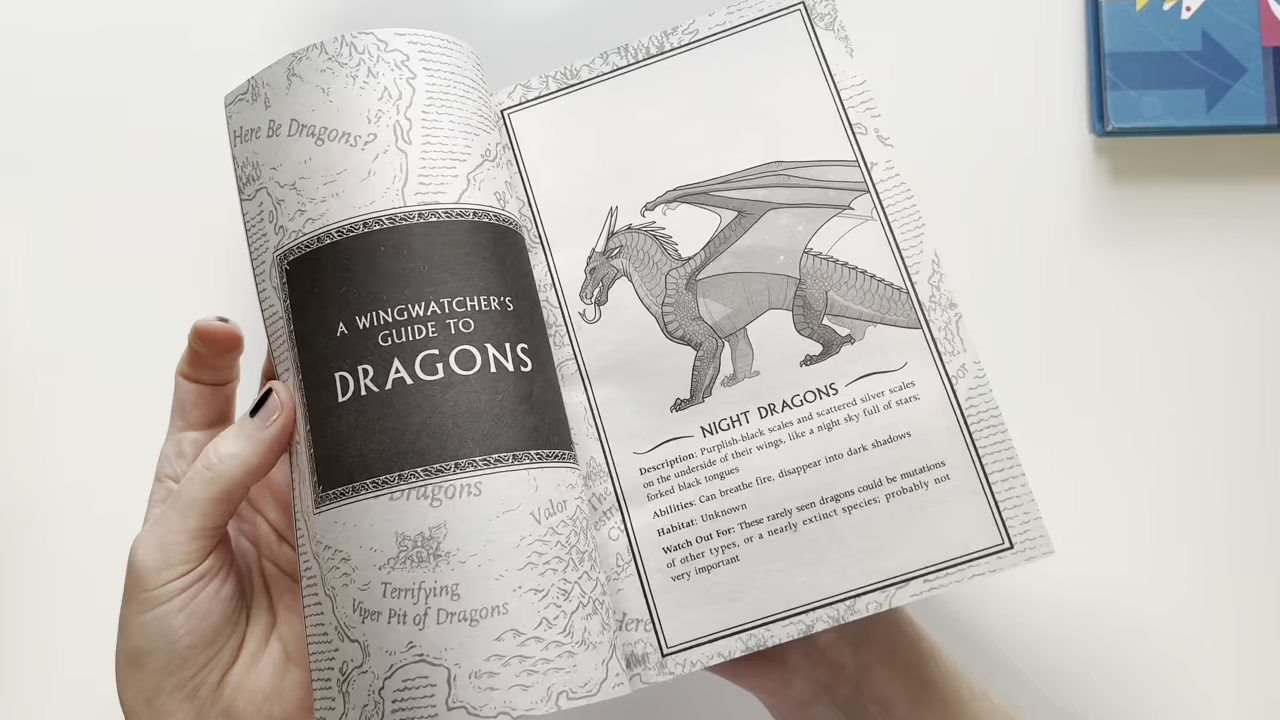 Here Be Dragons?
A WINGWATCHER'S
GUIDE TO
DRAGONS
Dragons
Valor
The
Terrifying
Viper Pit of Dragons
Here
NIGHT DRAGONS
Description: Purplish-black scales and scattered silver scales
on the underside of their wings, like a night sky full of stars;
forked black tongues
Abilities: Can breathe fire, disappear into dark shadows
Habitat: Unknown
Watch Out For: These rarely seen dragons could be mutations
of other types, or a nearly extinct species; probably not
very important